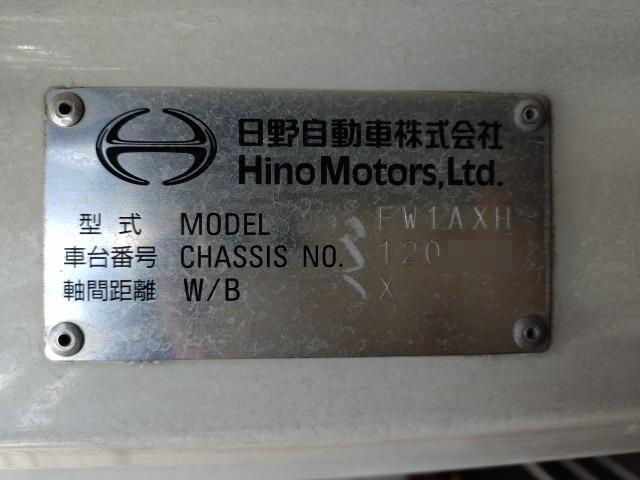 日野自動車株式会社
Hino Motors, Ltd.
型式 MODEL FW1AXH
車台番号 CHASSIS NO. 120
軸間距離 W/B X